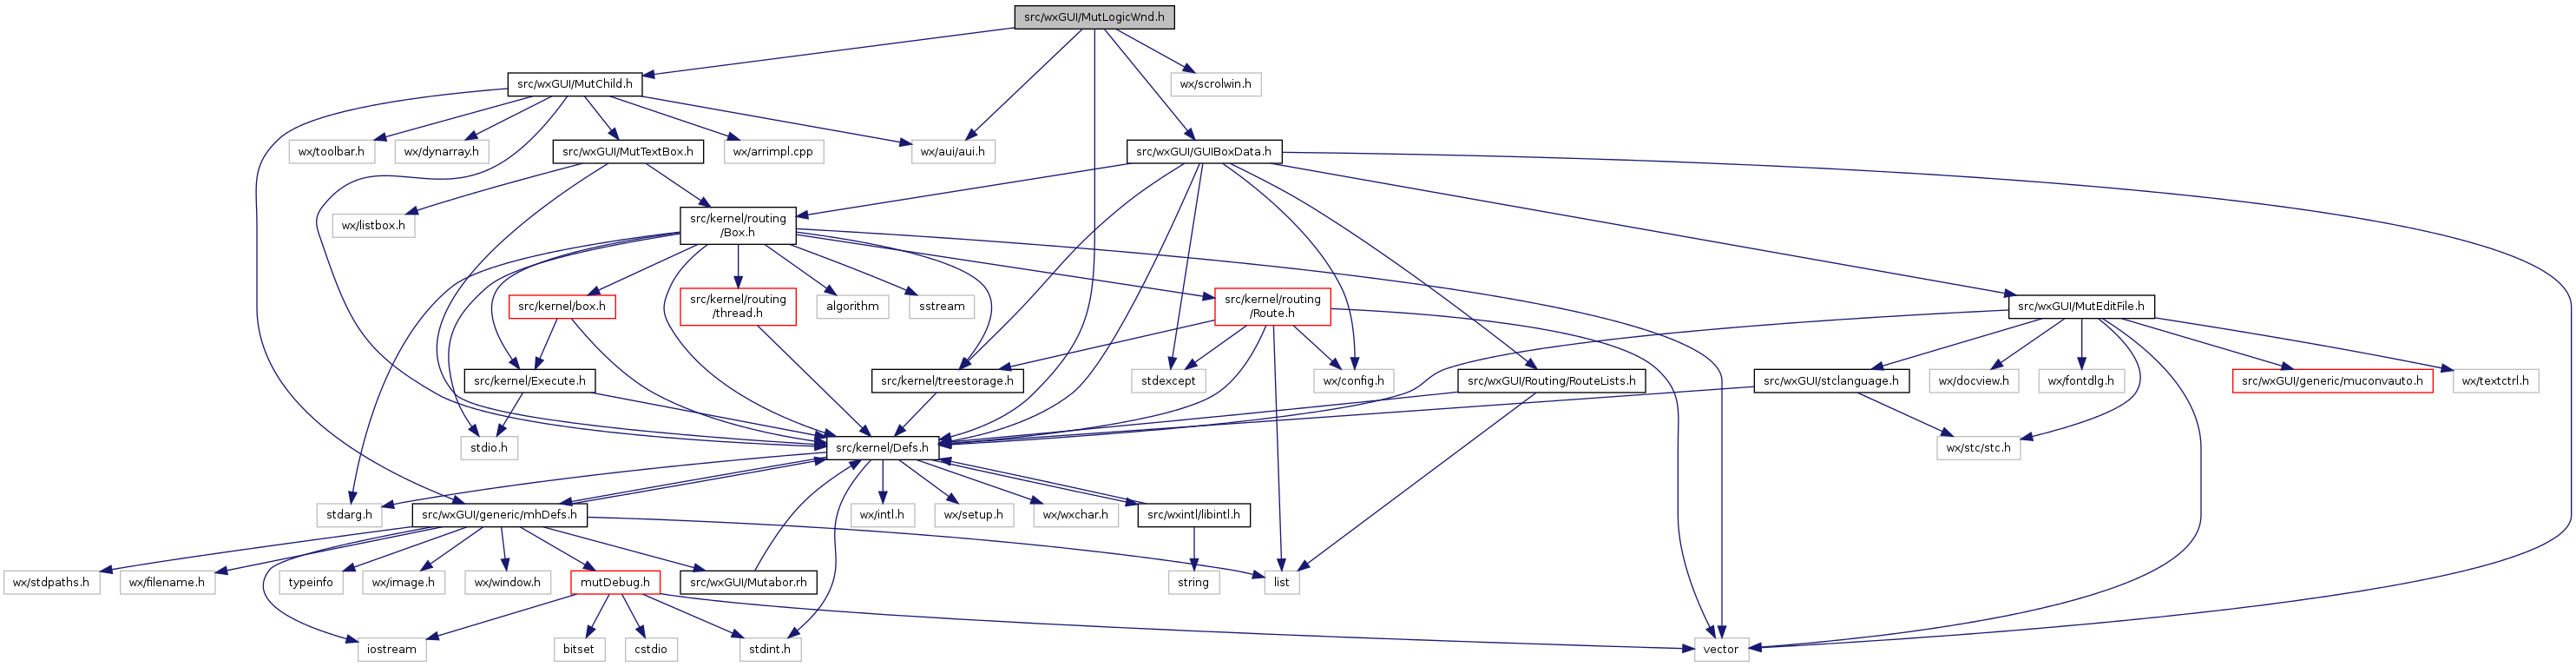 src/wxGUI/MutLogicWnd.h
src/wxGUI/MutChild.h
wx/scrolwin.h
wx/toolbar.h
wx/dynarray.h
src/wxGUI/MutTextBox.h
wx/arrimpl.cpp
wx/aui/aui.h
src/wxGUI/GUIBoxData.h
wx/listbox.h
src/kernel/routing
/Box.h
src/kernel/box.h
src/kernel/routing
/thread.h
algorithm
sstream
src/kernel/routing
/Route.h
src/wxGUI/MutEditFile.h
src/kernel/Execute.h
src/kernel/treestorage.h
stdexcept
wx/config.h
src/wxGUI/Routing/RouteLists.h
src/wxGUI/stclanguage.h
wx/docview.h
wx/fontdlg.h
src/wxGUI/generic/muconvauto.h
wx/textctrl.h
stdio.h
src/kernel/Defs.h
wx/stc/stc.h
stdarg.h
src/wxGUI/generic/mhDefs.h
wx/intl.h
wx/setup.h
wx/wxchar.h
src/wxintl/libintl.h
wx/stdpaths.h
wx/filename.h
typeinfo
wx/image.h
wx/window.h
mutDebug.h
src/wxGUI/Mutabor.rh
string
list
iostream
bitset
cstdio
stdint.h
vector